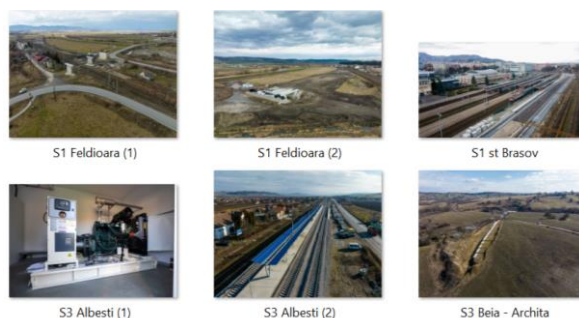 S1 Feldioara (1)
S1 Feldioara (2)
S1 st Brasov
S3 Albesti (1)
S3 Albesti (2)
S3 Beia - Archita